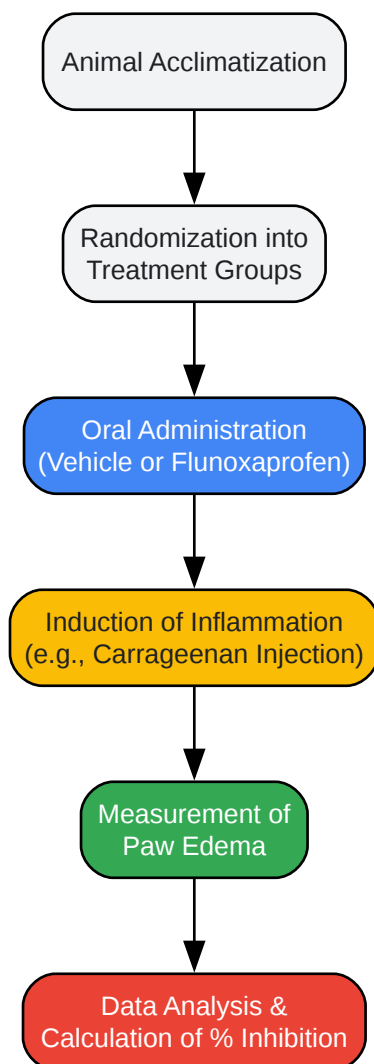 Animal Acclimatization
Randomization into
Treatment Groups
Oral Administration
(Vehicle or Flunoxaprofen)
Induction of Inflammation
(e.g., Carrageenan Injection)
Measurement of
Paw Edema
Data Analysis &
Calculation of % Inhibition